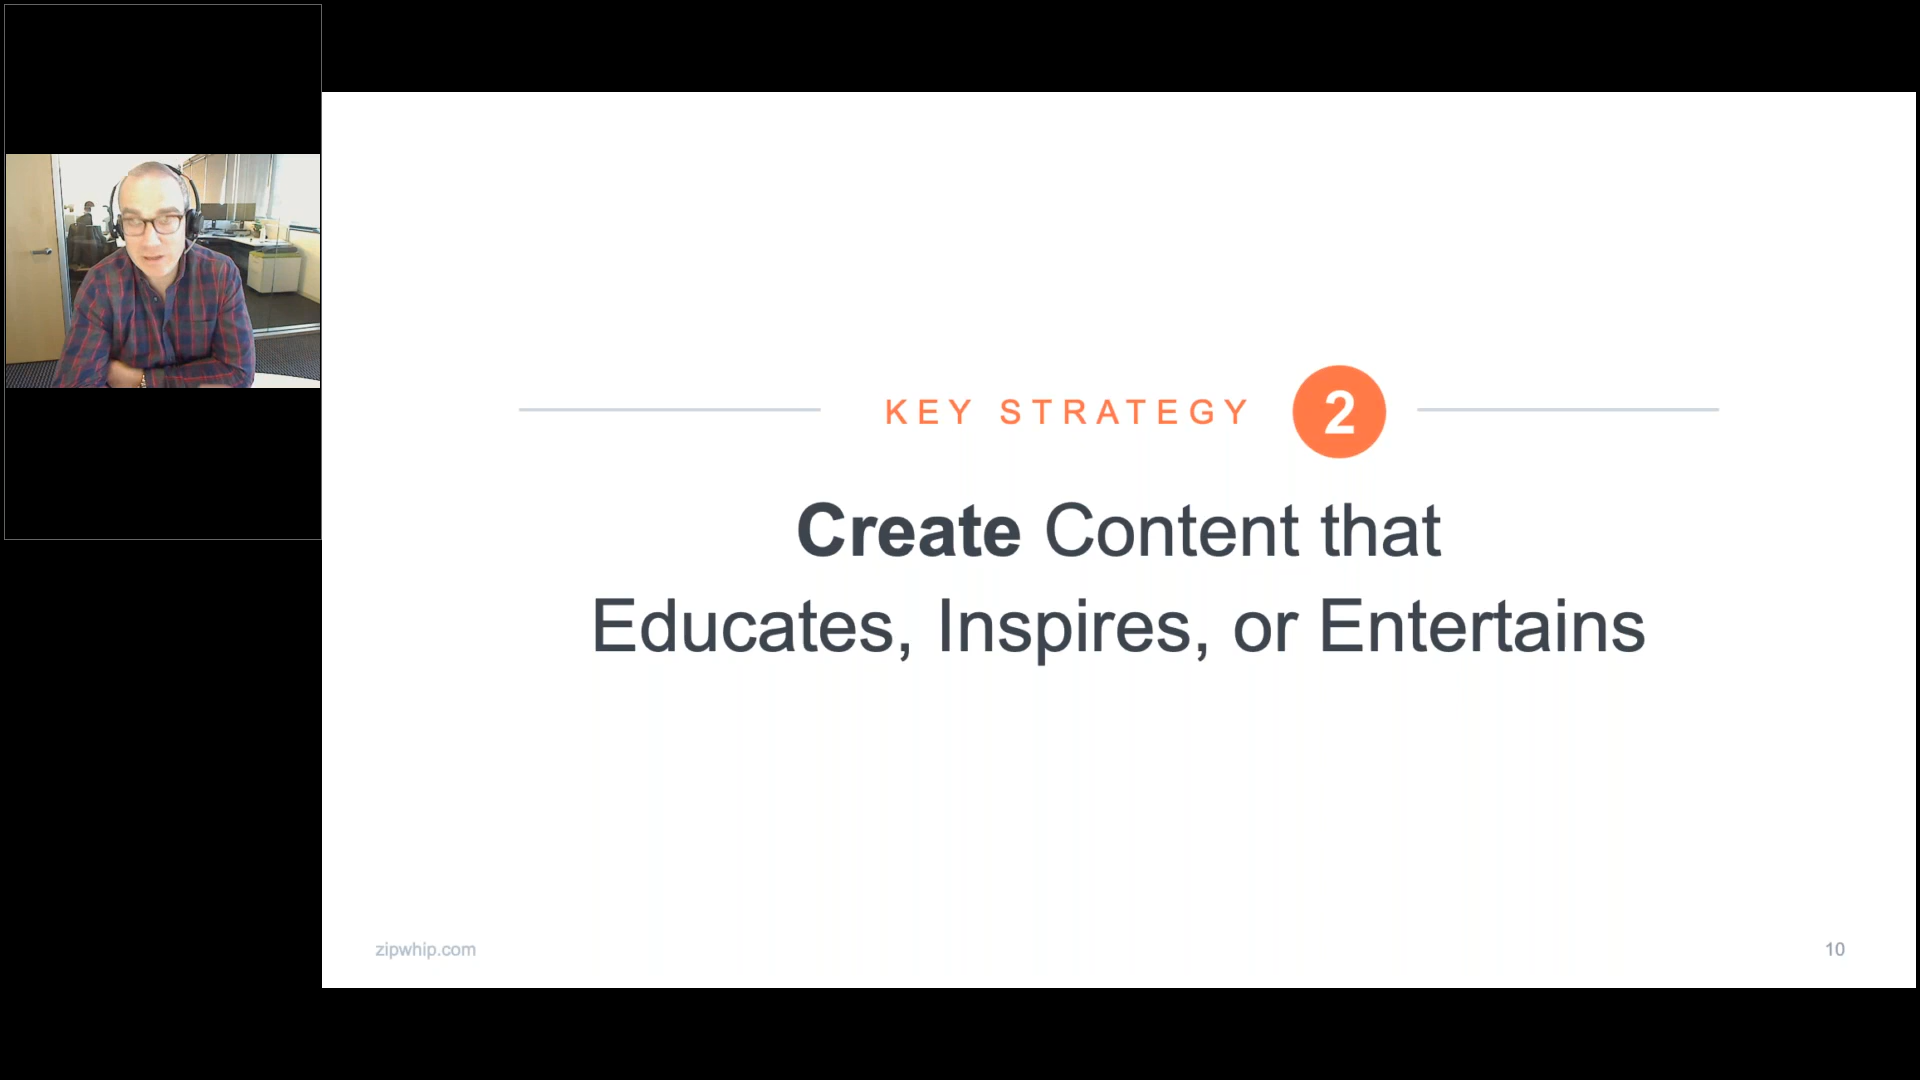 KEY STRATEGY 2
Create Content that
Educates, Inspires, or Entertains
zipwhip.com
10